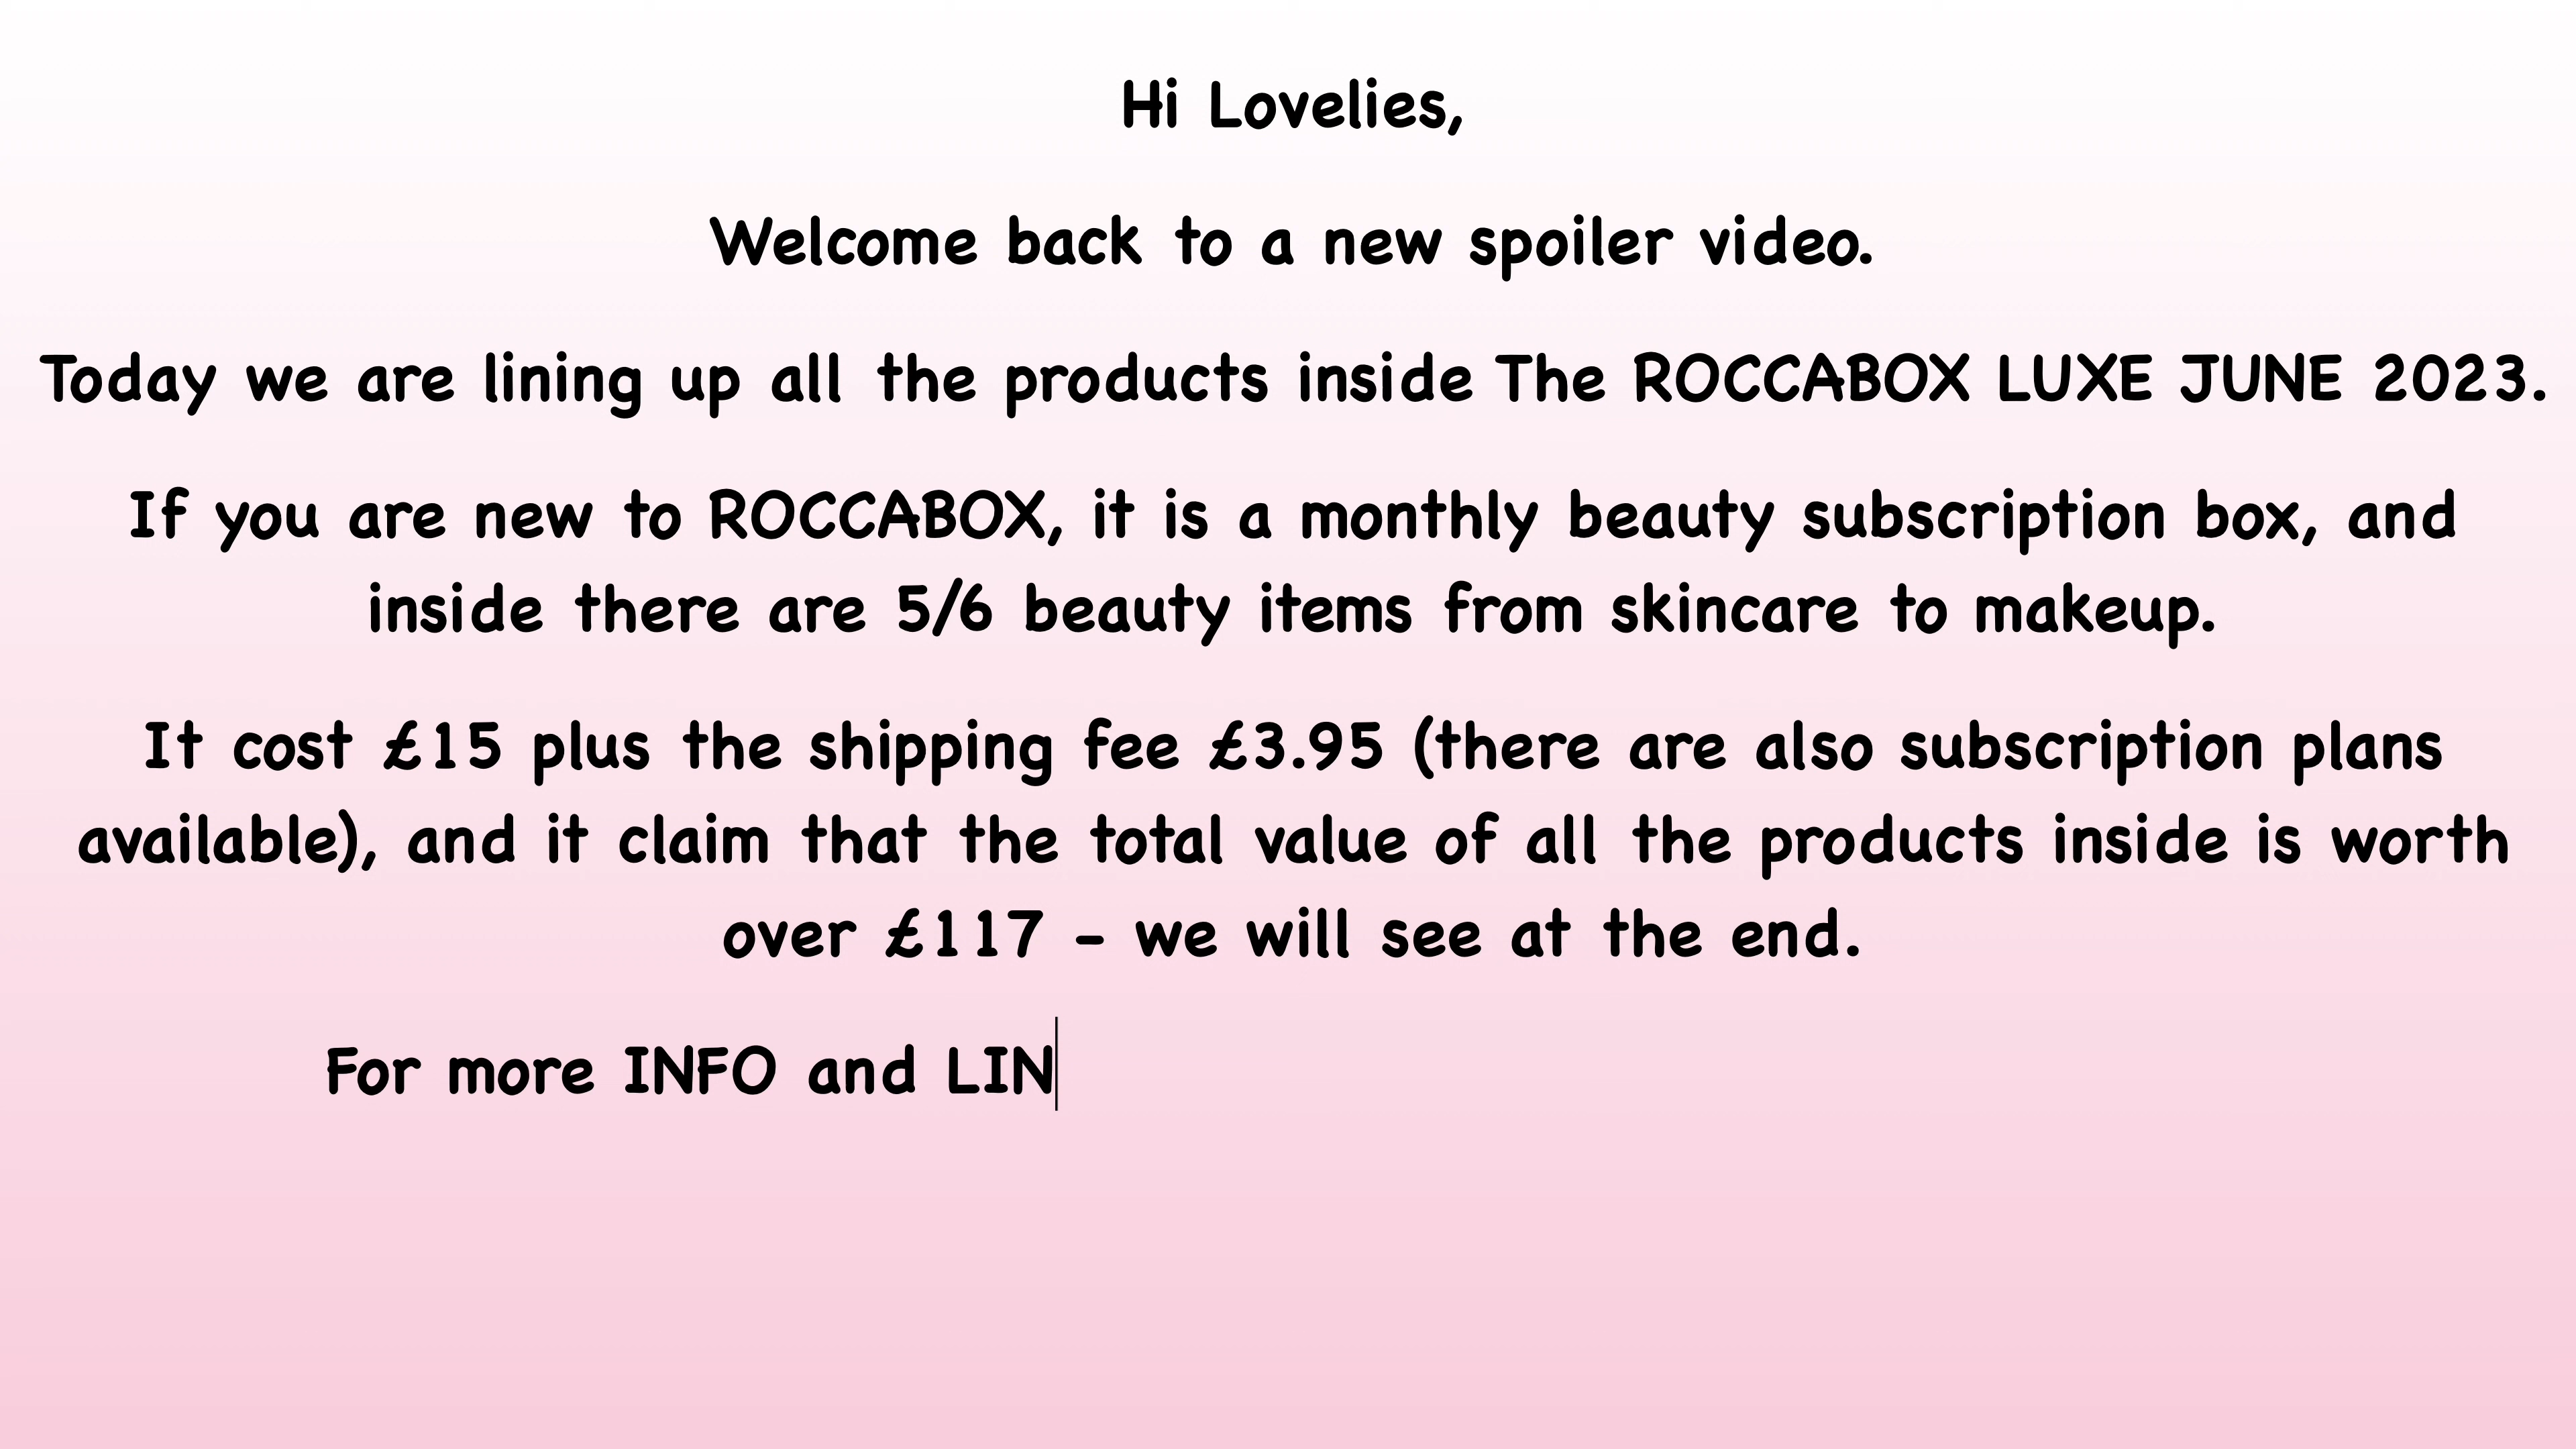 Hi Lovelies,
Welcome back to a new spoiler video.
Today we are lining up all the products inside The ROCCABOX LUXE JUNE 2023.
If you are new to ROCCABOX, it is a monthly beauty subscription box, and
inside there are 5/6 beauty items from skincare to makeup.
It cost £15 plus the shipping fee £3.95 (there are also subscription plans
available), and it claim that the total value of all the products inside is worth
over £117 - we will see at the end.
For more INFO and LIN